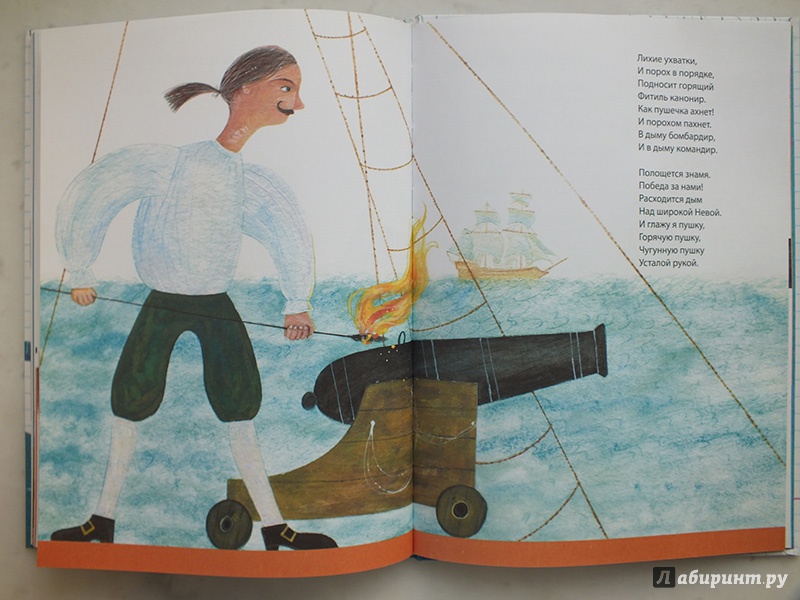 Лихие ухватки,
И порох в порядке,
Подносит горящий
Фитиль канонир.
Как пушечка ахнет!
И порохом пахнет.
В дыму бомбардир,
И в дыму командир.
Полощется знамя.
Победа за нами!
Расходится дым
Над широкой Невой.
И глажу я пушку,
Горячую пушку,
Чугунную пушку
Усталой рукой.
Лабиринт.ру